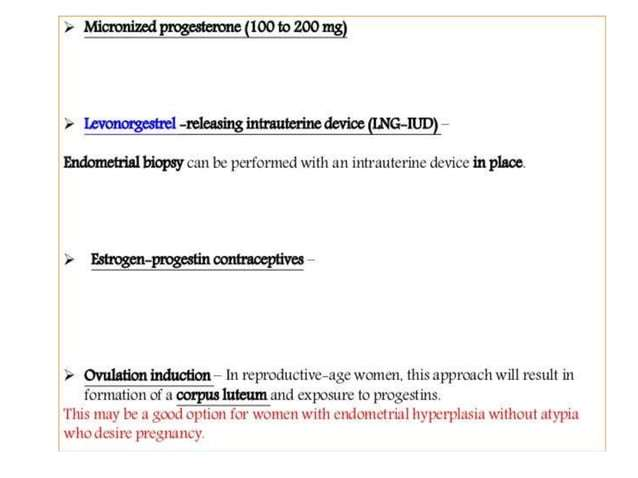 ➢ Micronized progesterone (100 to 200 mg)
➢ Levonorgestrel -releasing intrauterine device (LNG-IUD) –
Endometrial biopsy can be performed with an intrauterine device in place.
➢ Estrogen-progestin contraceptives –
➢ Ovulation induction – In reproductive-age women, this approach will result in
formation of a corpus luteum and exposure to progestins.
This may be a good option for women with endometrial hyperplasia without atypia
who desire pregnancy.